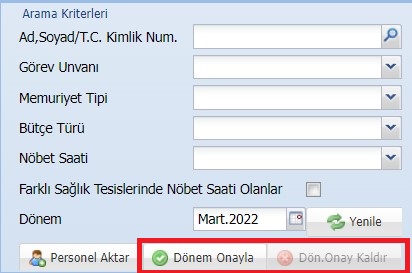 Arama Kriterleri
Ad,Soyad/T.C. Kimlik Num.
Görev Unvanı
Memuriyet Tipi
Bütçe Türü
Nöbet Saati
Farklı Sağlık Tesislerinde Nöbet Saati Olanlar
Dönem Mart.2022 Yenile
Personel Aktar Dönem Onayla Dön.Onay Kaldır